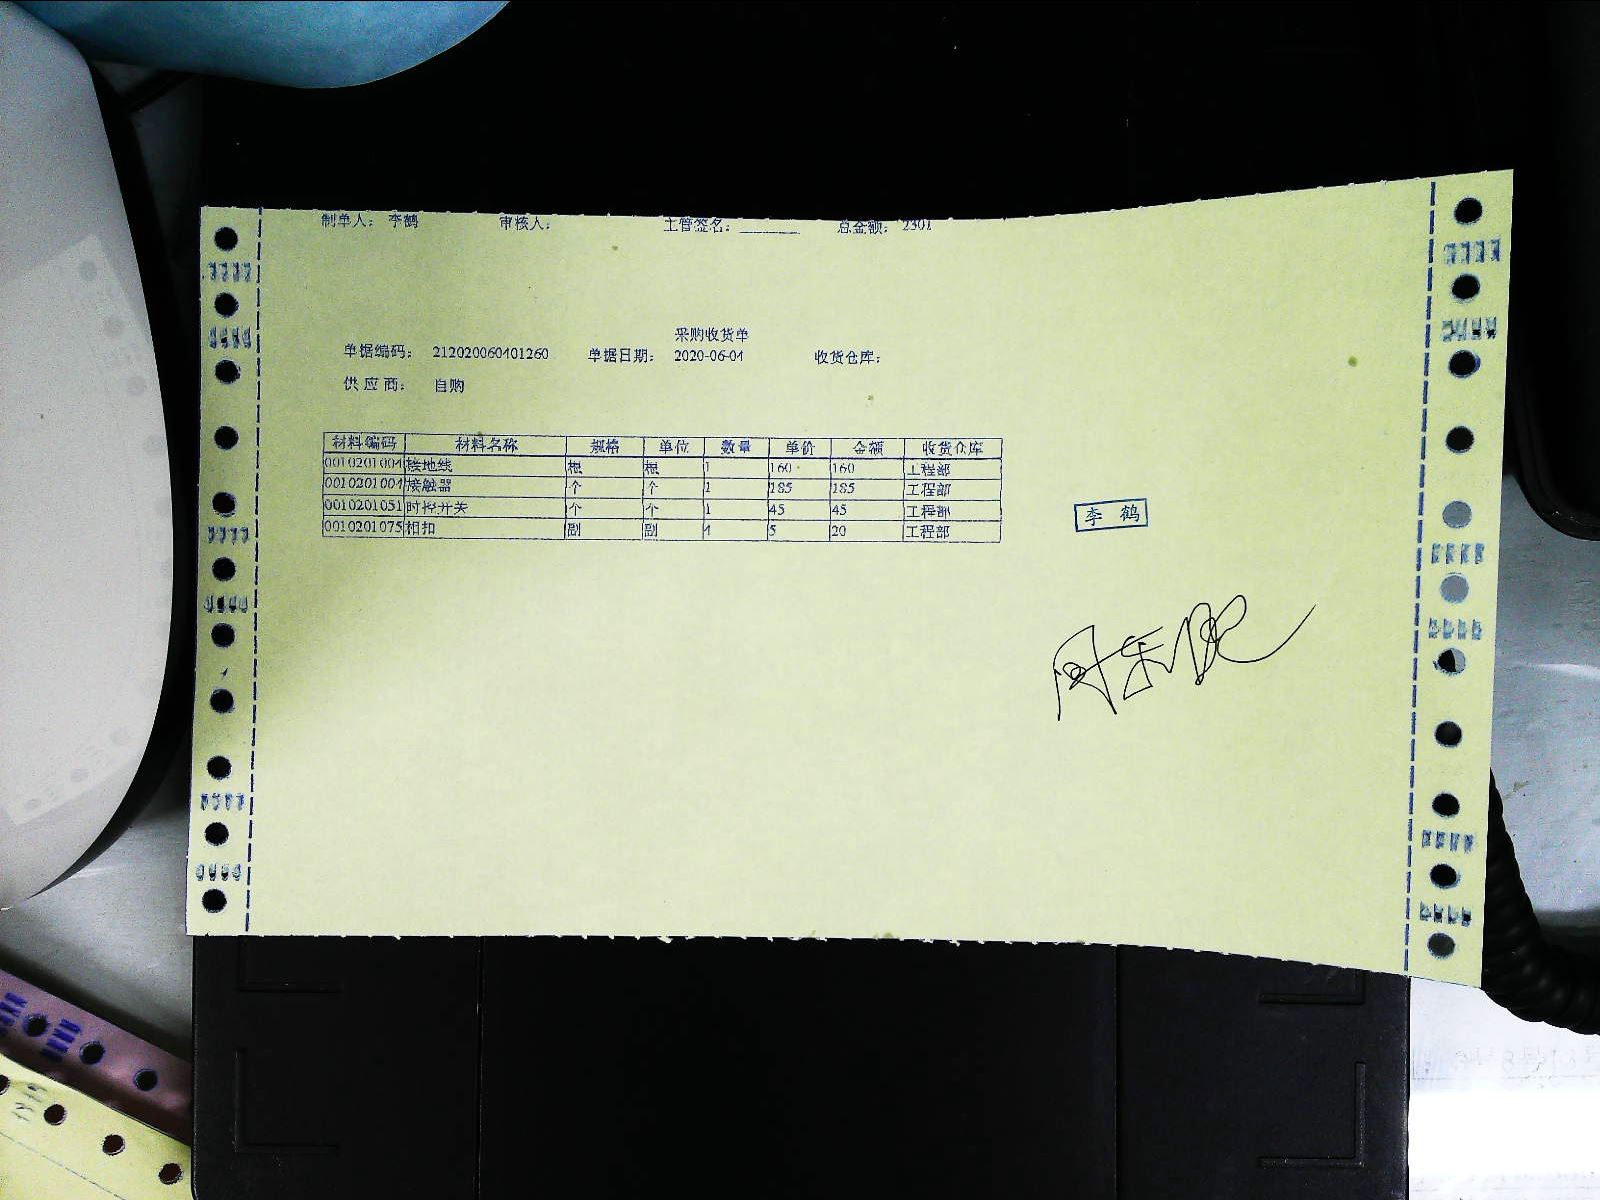 制单人： 李鹤 审核人： 主管签名：________ 总金额： 2301
采购收货单
单据编码： 212020060401260 单据日期： 2020-06-04 收货仓库：
供 应 商： 自购
材料编码 材料名称 规格 单位 数量 单价 金额 收货仓库
0010201004 接地线 根 根 1 160 160 工程部
0010201004 接触器 个 个 1 185 185 工程部
0010201051 时控开关 个 个 1 45 45 工程部
0010201075 相扣 副 副 4 5 20 工程部
李 鹤